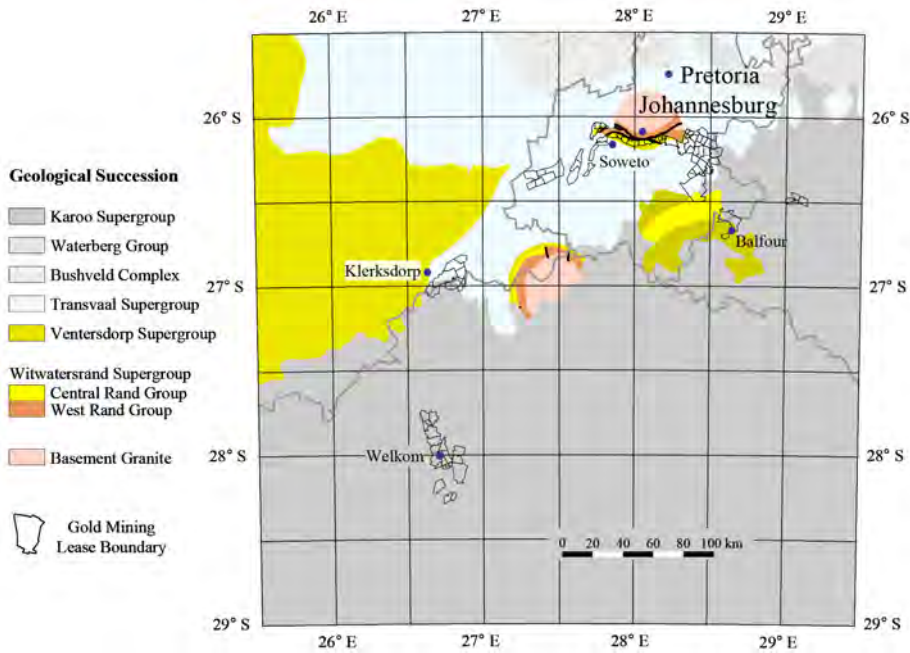 26° E 27° E 28° E 29° E
Pretoria
Johannesburg
26° S 26° S
Soweto
Geological Succession
Karoo Supergroup
Waterberg Group
Balfour
Bushveld Complex
Klerksdorp
27° S 27° S
Transvaal Supergroup
Ventersdorp Supergroup
Witwatersrand Supergroup
Central Rand Group
West Rand Group
Basement Granite
Welkom
28° S 28° S
Gold Mining
Lease Boundary
0 20 40 60 80 100 km
29° S 29° S
26° E 27° E 28° E 29° E